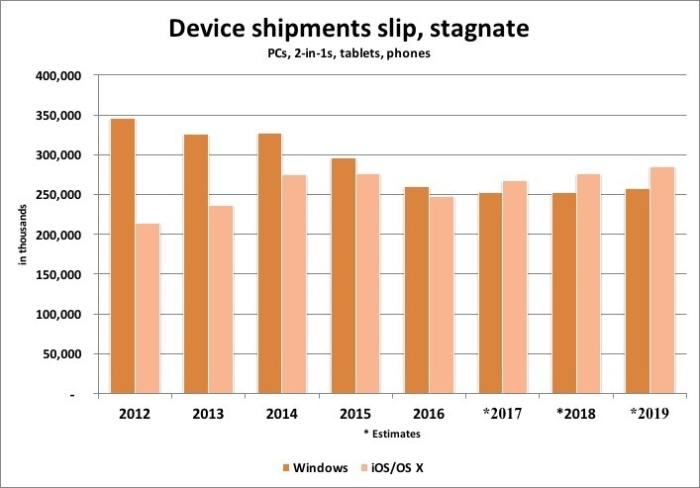 Device shipments slip, stagnate
PCs, 2-in-1s, tablets, phones
400,000
350,000
300,000
250,000
200,000
150,000
100,000
50,000
-
in thousands
2012 2013 2014 2015 2016 *2017 *2018 *2019
* Estimates
Windows iOS/OS X